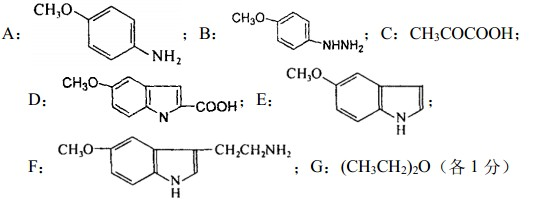 A: CH₃O NH₂ ; B: CH₃O NHNH₂ ; C: CH3COCOOH;
D: CH₃O N COOH; E: CH₃O N H ;
F: CH₃O CH₂CH₂NH₂ N H ; G: (CH3CH2)2O（各 1 分）